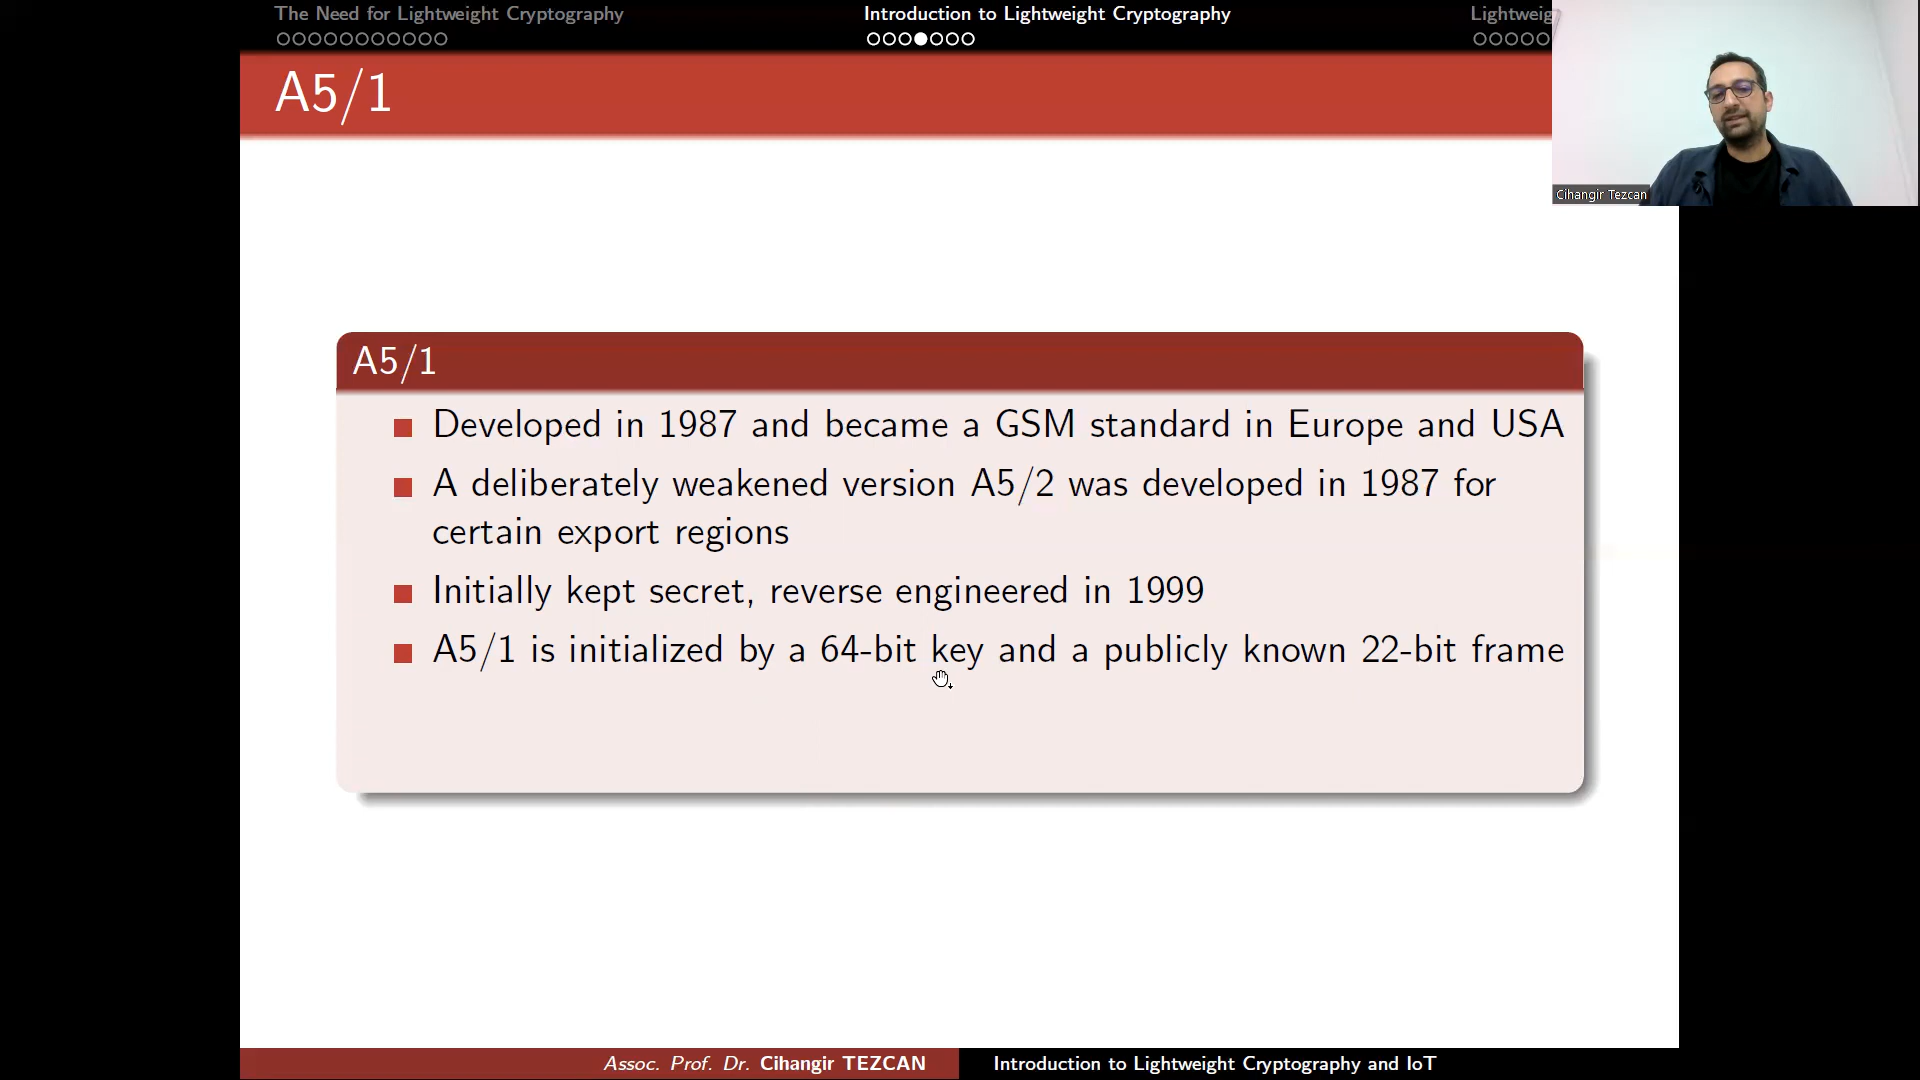 The Need for Lightweight Cryptography
Introduction to Lightweight Cryptography
Lightweig
A5/1
Cihangir Tezcan
A5/1
Developed in 1987 and became a GSM standard in Europe and USA
A deliberately weakened version A5/2 was developed in 1987 for
certain export regions
Initially kept secret, reverse engineered in 1999
A5/1 is initialized by a 64-bit key and a publicly known 22-bit frame
Assoc. Prof. Dr. Cihangir TEZCAN
Introduction to Lightweight Cryptography and IoT